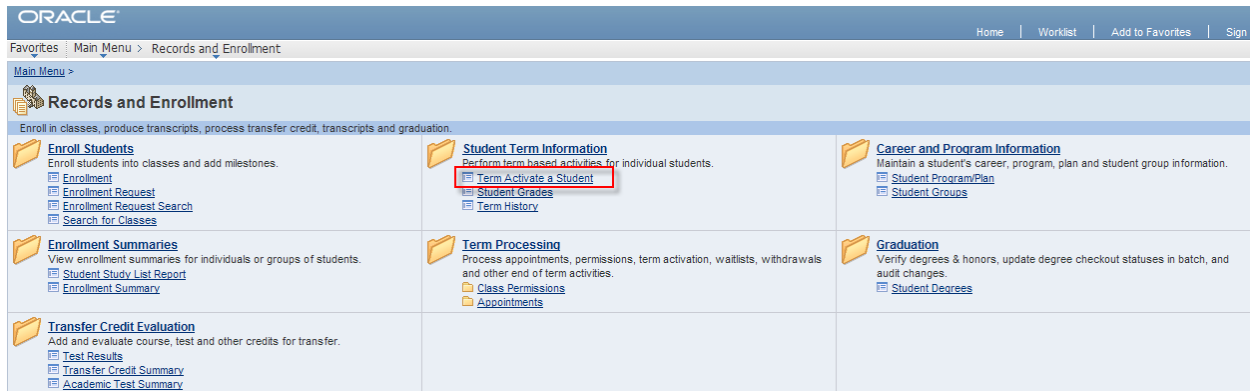 ORACLE
Home | Worklist | Add to Favorites | Sign
Favorites Main Menu > Records and Enrollment
Main Menu >
Records and Enrollment
Enroll in classes, produce transcripts, process transfer credit, transcripts and graduation.
Enroll Students
Enroll students into classes and add milestones.
Enrollment
Enrollment Request
Enrollment Request Search
Search for Classes
Student Term Information
Perform term based activities for individual students.
Term Activate a Student
Student Grades
Term History
Career and Program Information
Maintain a student's career, program, plan and student group information.
Student Program/Plan
Student Groups
Enrollment Summaries
View enrollment summaries for individuals or groups of students.
Student Study List Report
Enrollment Summary
Term Processing
Process appointments, permissions, term activation, waitlists, withdrawals
and other end of term activities.
Class Permissions
Appointments
Graduation
Verify degrees & honors, update degree checkout statuses in batch, and
audit changes.
Student Degrees
Transfer Credit Evaluation
Add and evaluate course, test and other credits for transfer.
Test Results
Transfer Credit Summary
Academic Test Summary